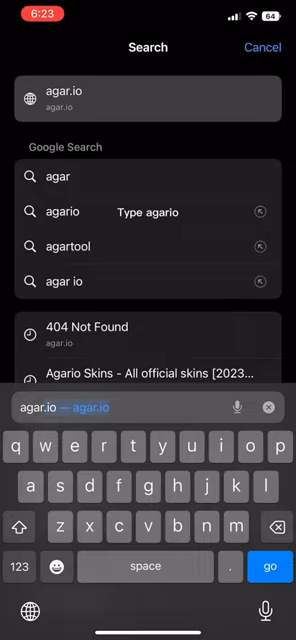 6:23
64
Search
Cancel
agar.io
agar.io
Google Search
agar
agario
Type agario
agartool
agar io
404 Not Found
agar.io
Agario Skins - All official skins [2023...
agar.io — agar.io
q w e r t y u i o p
a s d f g h j k l
z x c v b n m
123
space
.
go